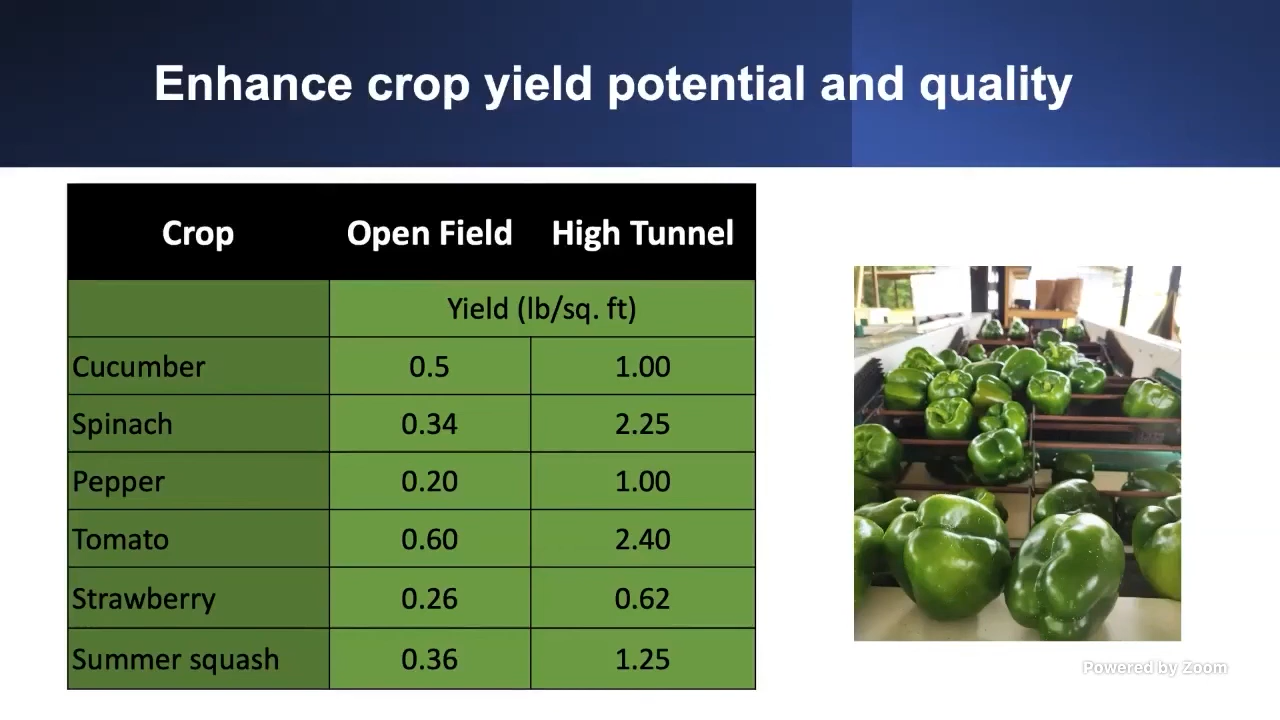 Enhance crop yield potential and quality
Crop Open Field High Tunnel
Yield (lb/sq. ft)
Cucumber 0.5 1.00
Spinach 0.34 2.25
Pepper 0.20 1.00
Tomato 0.60 2.40
Strawberry 0.26 0.62
Summer squash 0.36 1.25
Powered by Zoom